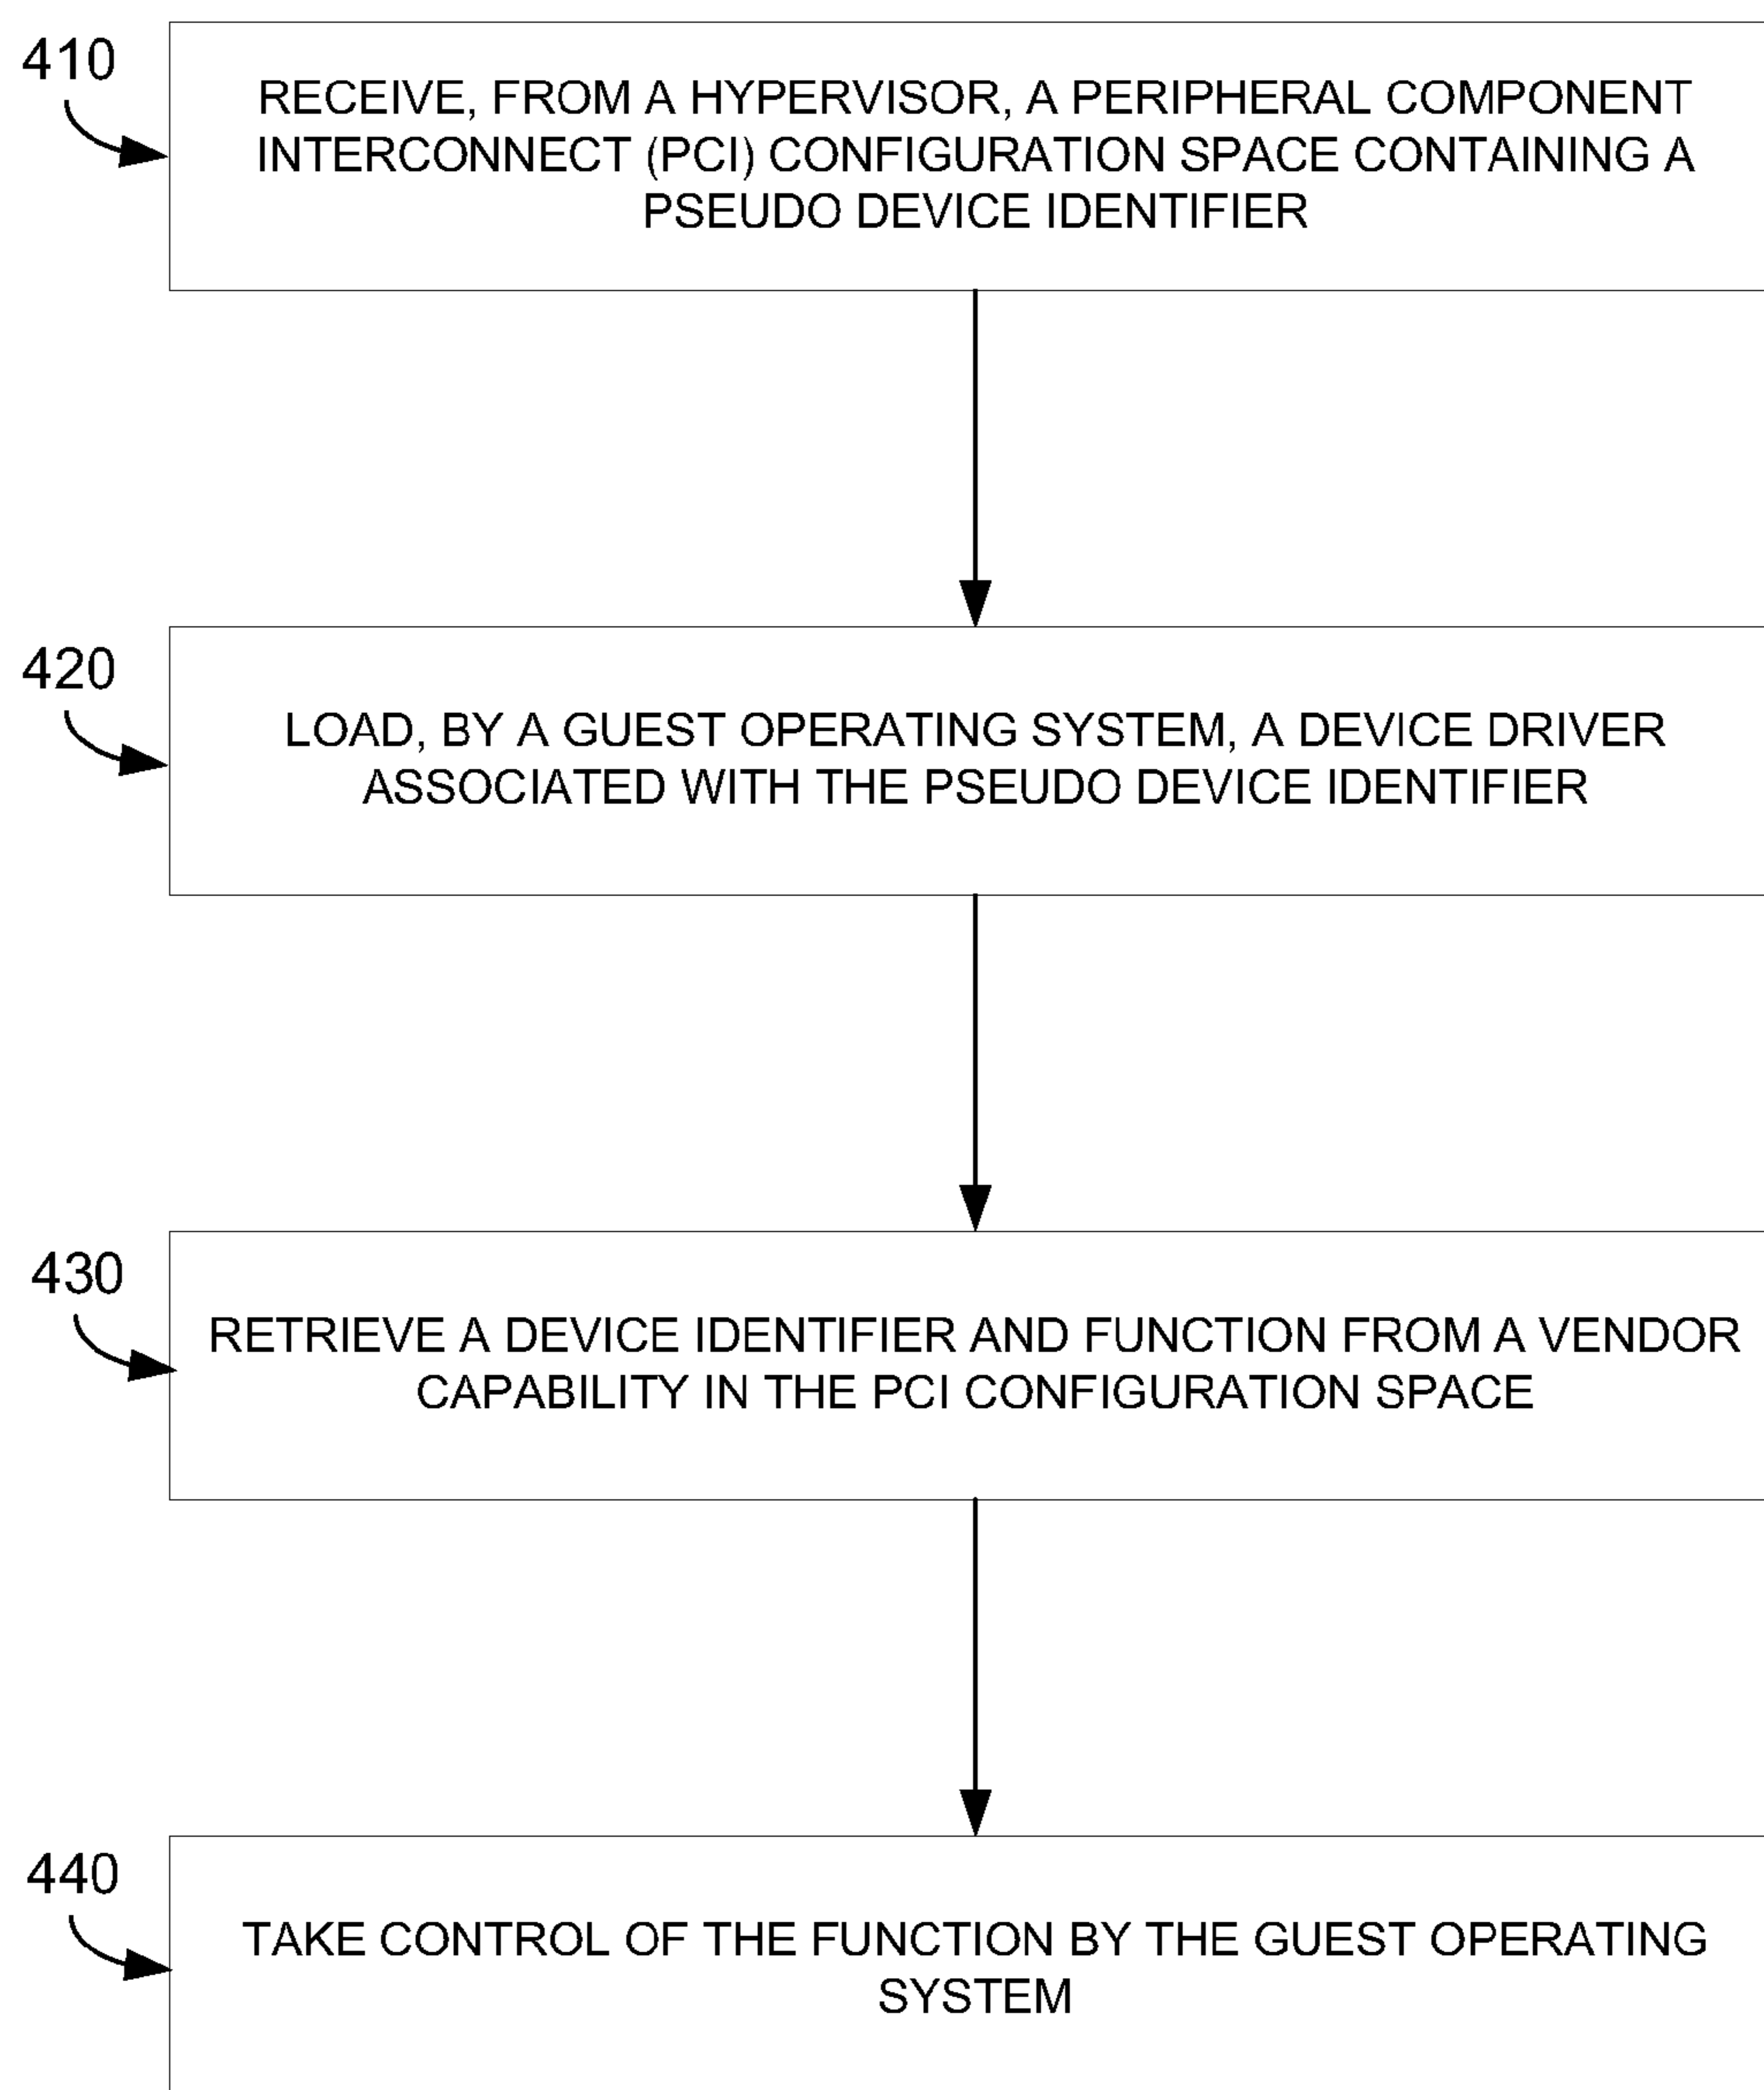 410
RECEIVE, FROM A HYPERVISOR, A PERIPHERAL COMPONENT
INTERCONNECT (PCI) CONFIGURATION SPACE CONTAINING A
PSEUDO DEVICE IDENTIFIER
420
LOAD, BY A GUEST OPERATING SYSTEM, A DEVICE DRIVER
ASSOCIATED WITH THE PSEUDO DEVICE IDENTIFIER
430
RETRIEVE A DEVICE IDENTIFIER AND FUNCTION FROM A VENDOR
CAPABILITY IN THE PCI CONFIGURATION SPACE
440
TAKE CONTROL OF THE FUNCTION BY THE GUEST OPERATING
SYSTEM